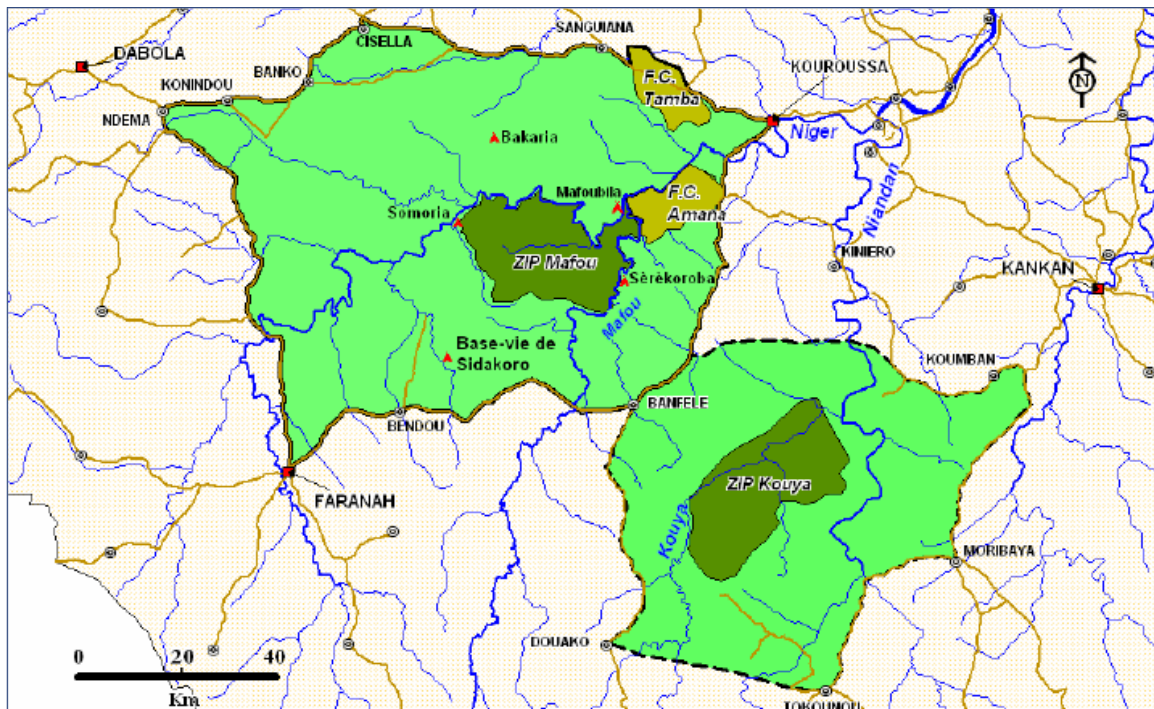 SANGUIANA
CISELLA
DABOLA
BANKO
KONINDOU
NDEMA
F.C.
Tamba
KOUROUSSA
N
Niger
Bakaria
Niandan
Mafoubila
F.C.
Amana
Somoria
ZIP Mafou
Sèrèkoroba
KINIERO
KANKAN
Mafou
Base-vie de
Sidakoro
KOUMBAN
BENDOU
BANFELE
FARANAH
ZIP Kouya
Kouya
MORIBAYA
DOUAKO
0 20 40
Km
TOKOUNOU